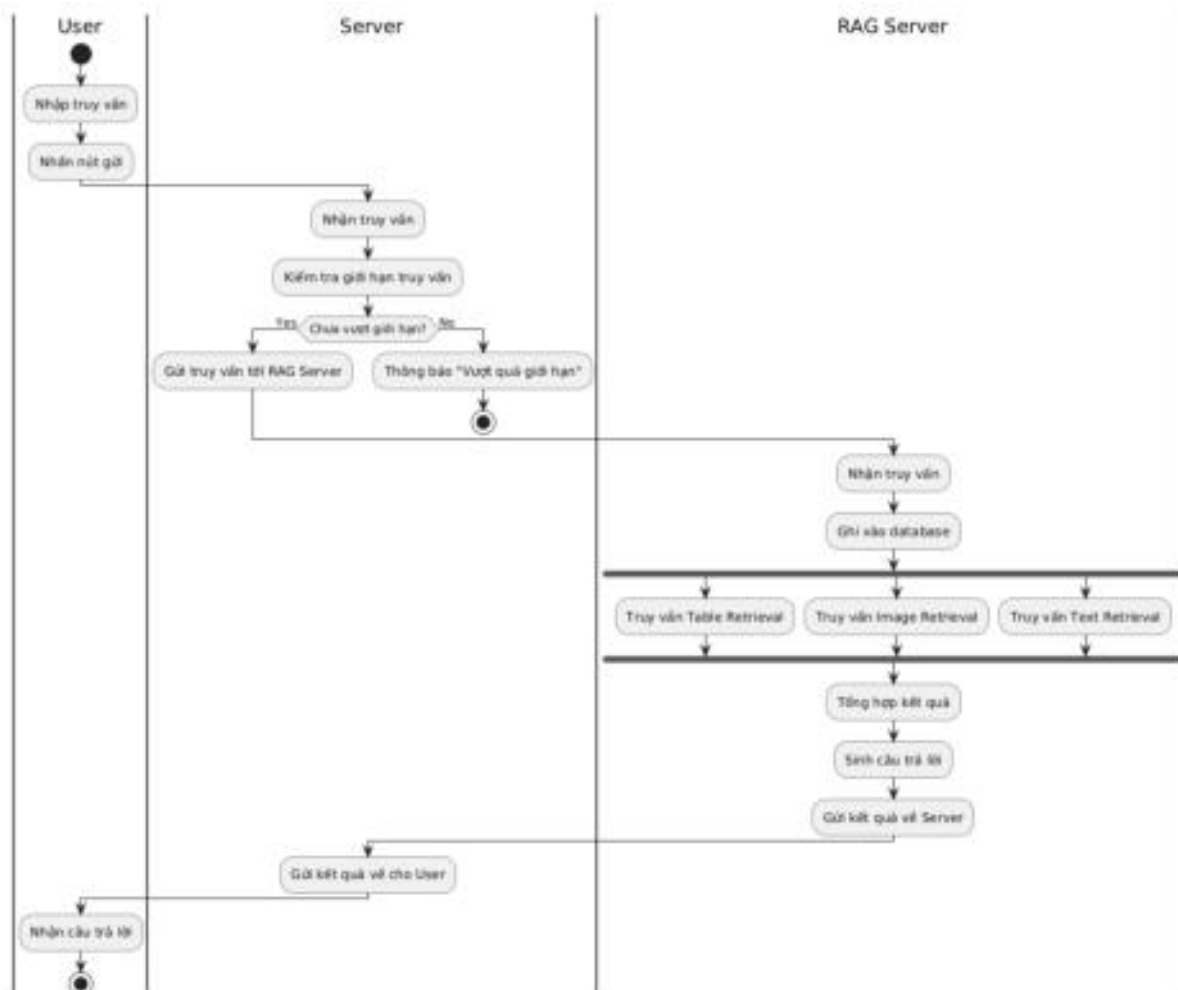 User
Server
RAG Server
Nhập truy vấn
Nhấn nút gửi
Nhận truy vấn
Kiểm tra giới hạn truy vấn
Yes
Chưa vượt giới hạn?
No
Gửi truy vấn tới RAG Server
Thông báo "Vượt quá giới hạn"
Nhận truy vấn
Ghi vào database
Truy vấn Table Retrieval
Truy vấn Image Retrieval
Truy vấn Text Retrieval
Tổng hợp kết quả
Sinh câu trả lời
Gửi kết quả về Server
Gửi kết quả về cho User
Nhận câu trả lời